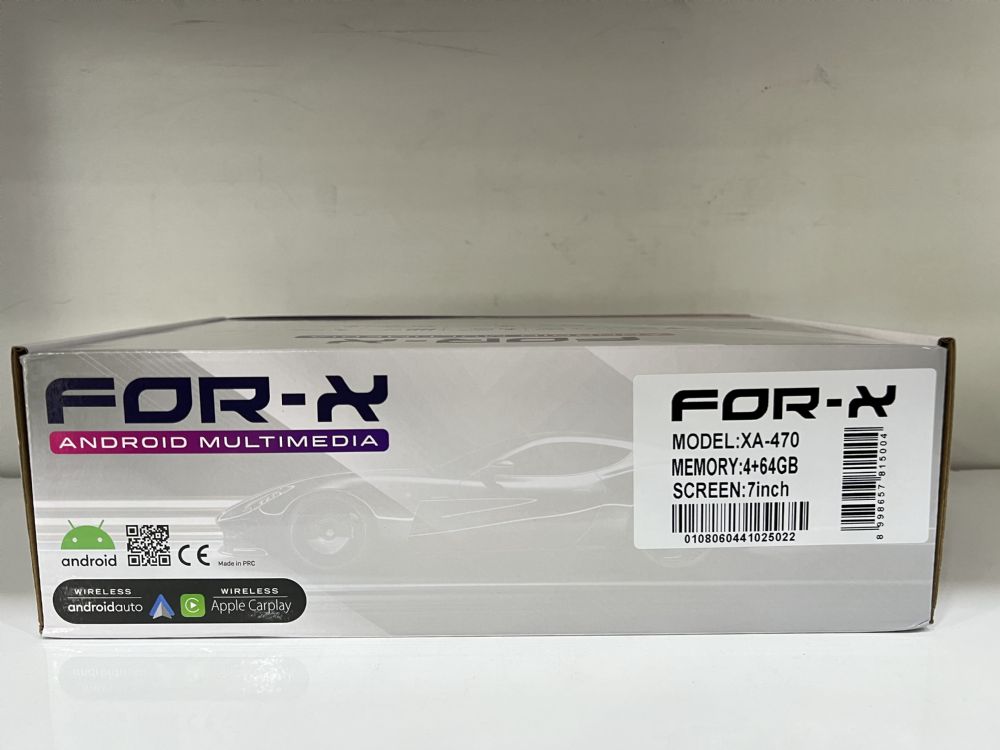 FOR-X
FOR-X
ANDROID MULTIMEDIA
android
CE
Made in PRC
WIRELESS
androidauto
WIRELESS
Apple Carplay
FOR-X
MODEL:XA-470
MEMORY:4+64GB
SCREEN:7inch
0108060441025022
8 998657 815004